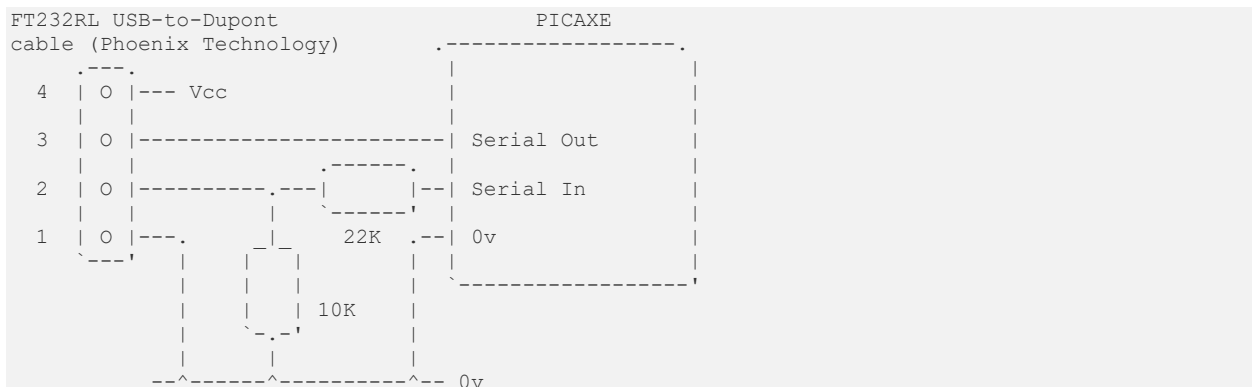 FT232RL USB-to-Dupont PICAXE
cable (Phoenix Technology)
4 O Vcc
3 O Serial Out
2 O Serial In
1 O 22K 0v
10K
0v